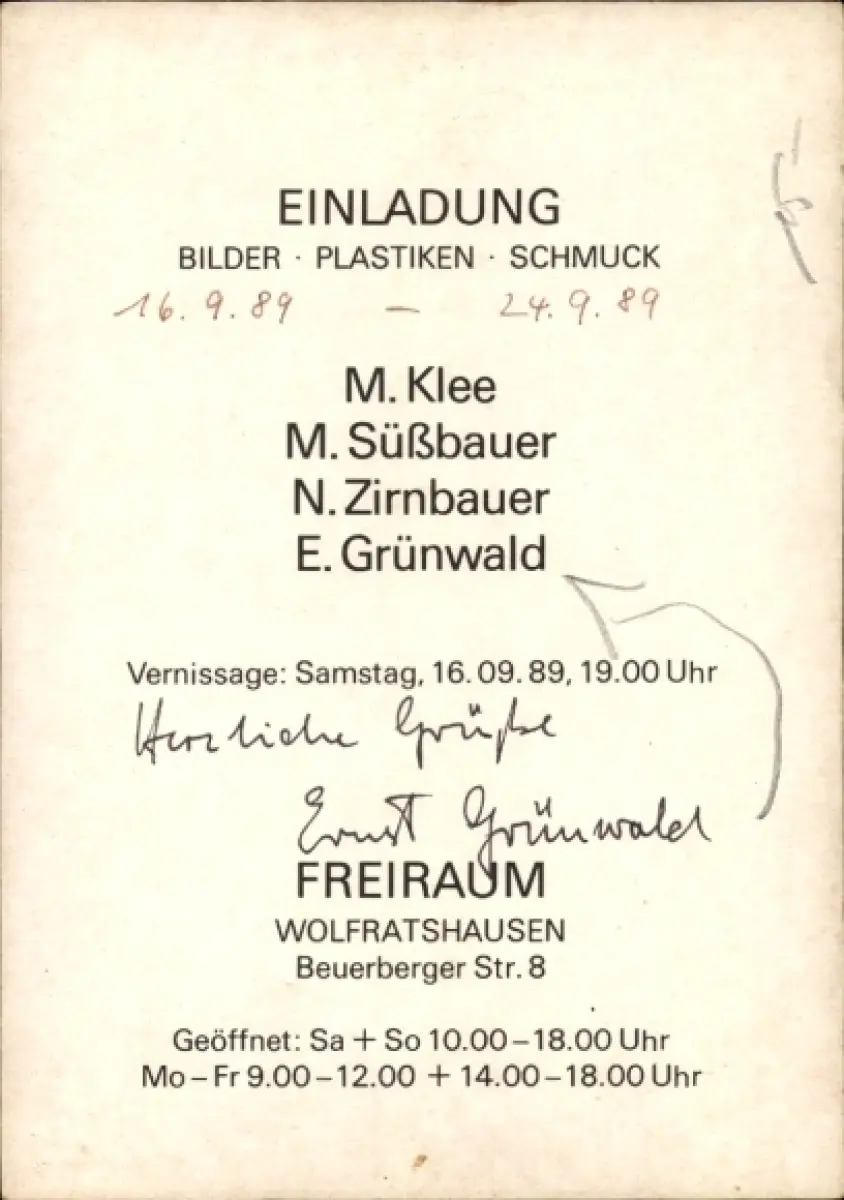 EINLADUNG
BILDER · PLASTIKEN · SCHMUCK
16. 9. 89 – 24. 9. 89
M. Klee
M. Süßbauer
N. Zirnbauer
E. Grünwald
Vernissage: Samstag, 16.09.89, 19.00 Uhr
Herzliche Grüße
Ernst Grünwald
FREIRAUM
WOLFRATSHAUSEN
Beuerberger Str. 8
Geöffnet: Sa + So 10.00–18.00 Uhr
Mo–Fr 9.00–12.00 + 14.00–18.00 Uhr